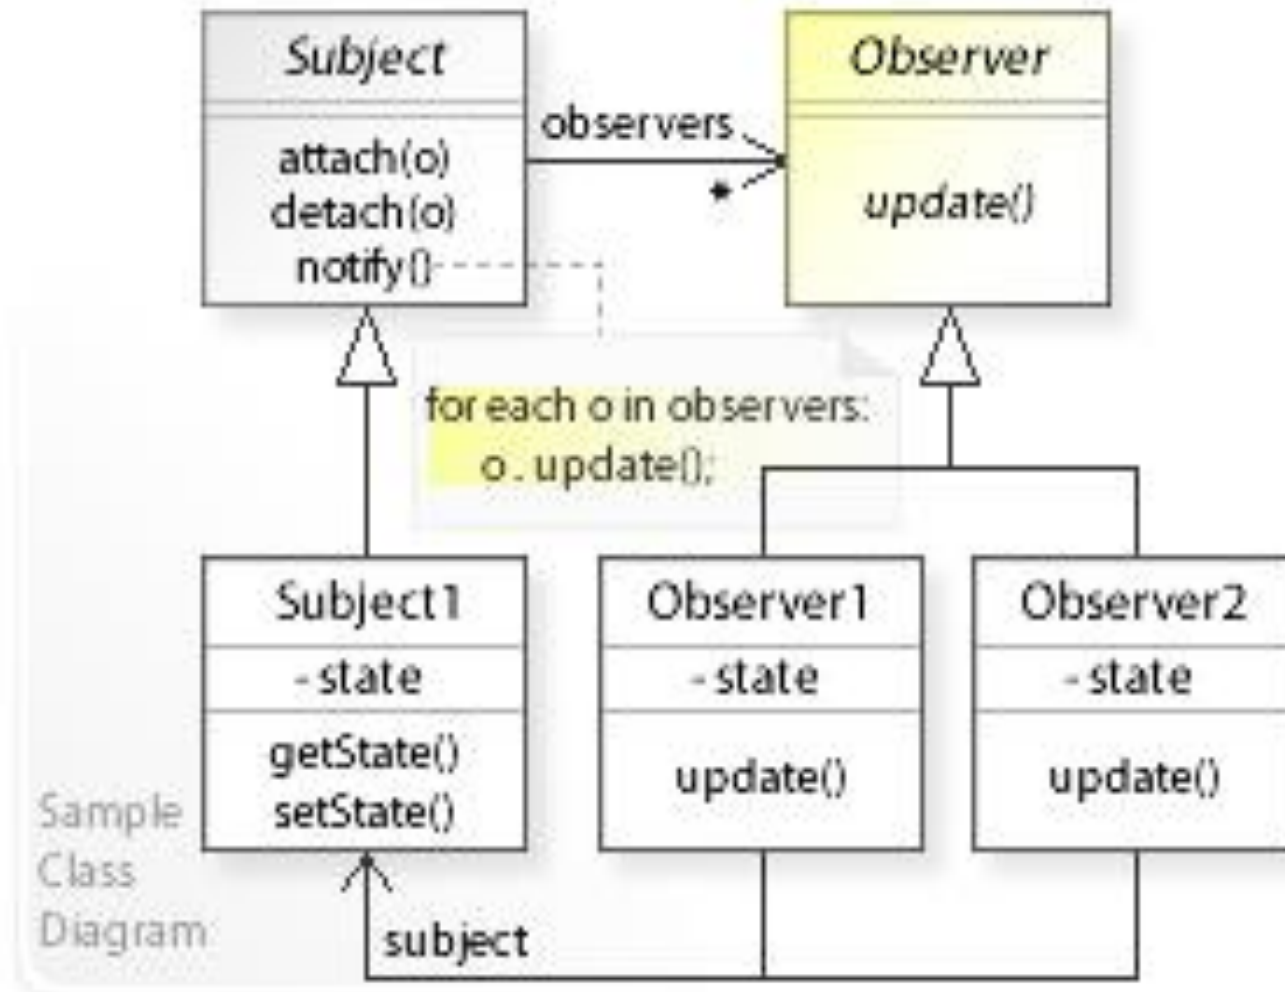 Subject
attach(o)
detach(o)
notify()
observers
*
Observer
update()
for each o in observers:
o . update();
Subject1
- state
getState()
setState()
Observer1
- state
update()
Observer2
- state
update()
subject
Sample
Class
Diagram